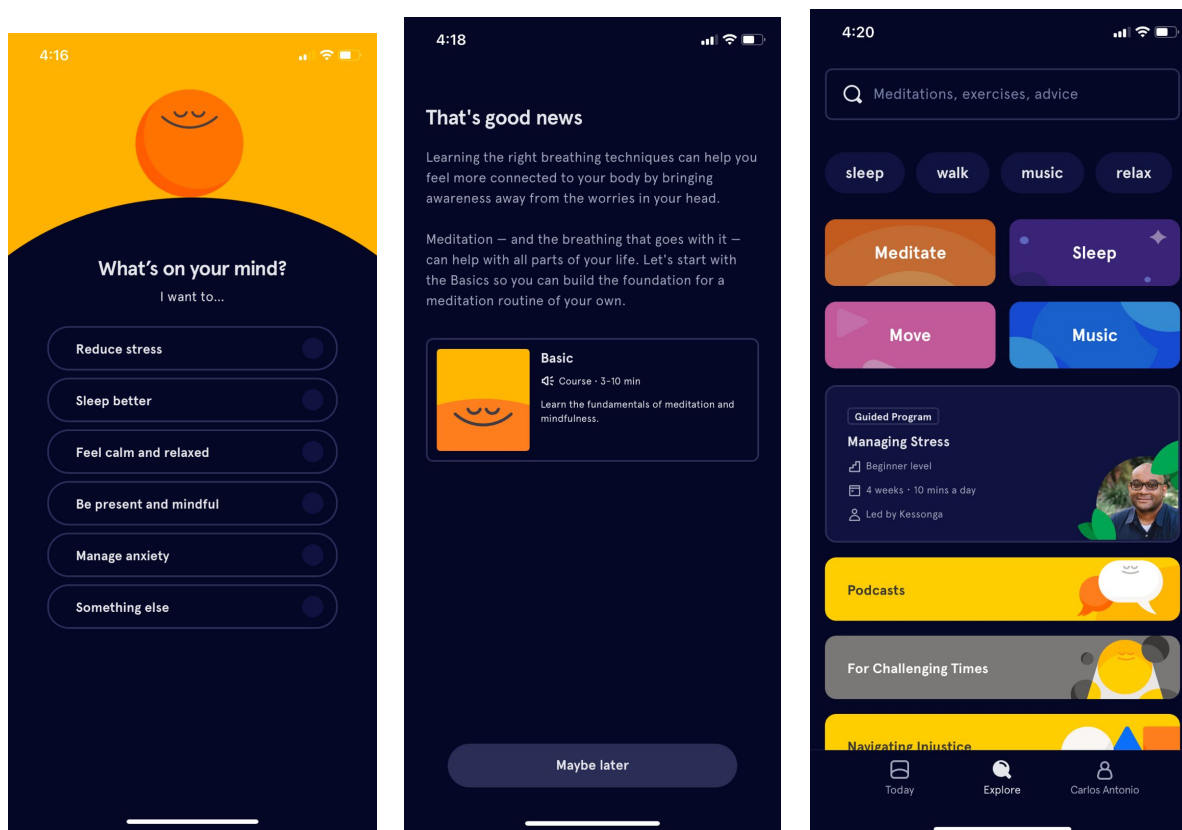 4:16
What's on your mind?
I want to...
Reduce stress
Sleep better
Feel calm and relaxed
Be present and mindful
Manage anxiety
Something else
4:18
That's good news
Learning the right breathing techniques can help you
feel more connected to your body by bringing
awareness away from the worries in your head.
Meditation — and the breathing that goes with it —
can help with all parts of your life. Let's start with
the Basics so you can build the foundation for a
meditation routine of your own.
Basic
Course · 3-10 min
Learn the fundamentals of meditation and
mindfulness.
Maybe later
4:20
Meditations, exercises, advice
sleep walk music relax
Meditate Sleep
Move Music
Guided Program
Managing Stress
Beginner level
4 weeks · 10 mins a day
Led by Kessonga
Podcasts
For Challenging Times
Navigating Injustice
Today Explore Carlos Antonio